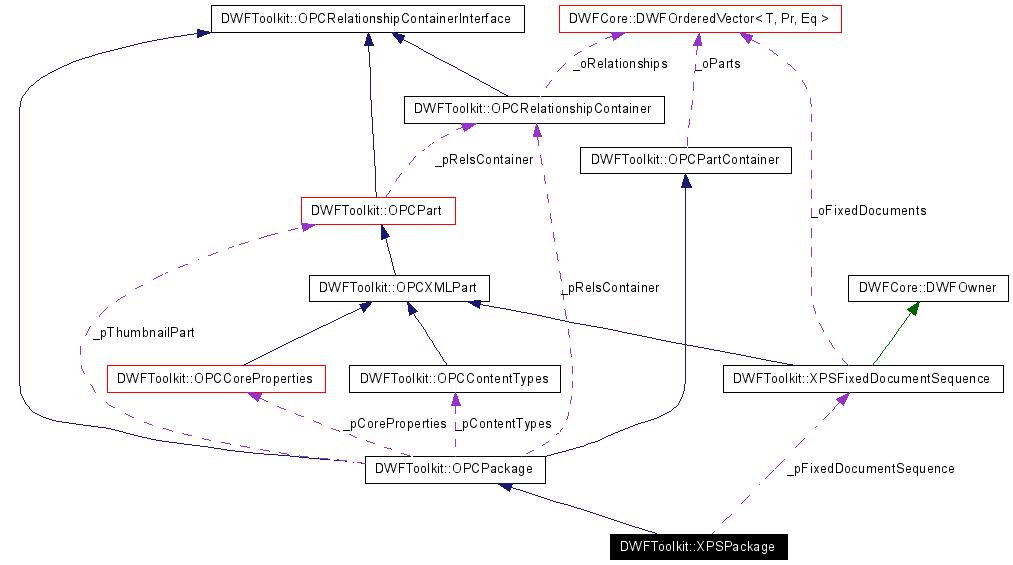 DWFToolkit::OPCRelationshipContainerInterface
DWFCore::DWFOrderedVector< T, Pr, Eq >
_oRelationships
_oParts
DWFToolkit::OPCRelationshipContainer
_pRelsContainer
DWFToolkit::OPCPartContainer
DWFToolkit::OPCPart
_oFixedDocuments
DWFToolkit::OPCXMLPart
_pRelsContainer
DWFCore::DWFOwner
_pThumbnailPart
DWFToolkit::OPCCoreProperties
DWFToolkit::OPCContentTypes
DWFToolkit::XPSFixedDocumentSequence
_pCoreProperties
_pContentTypes
DWFToolkit::OPCPackage
_pFixedDocumentSequence
DWFToolkit::XPSPackage